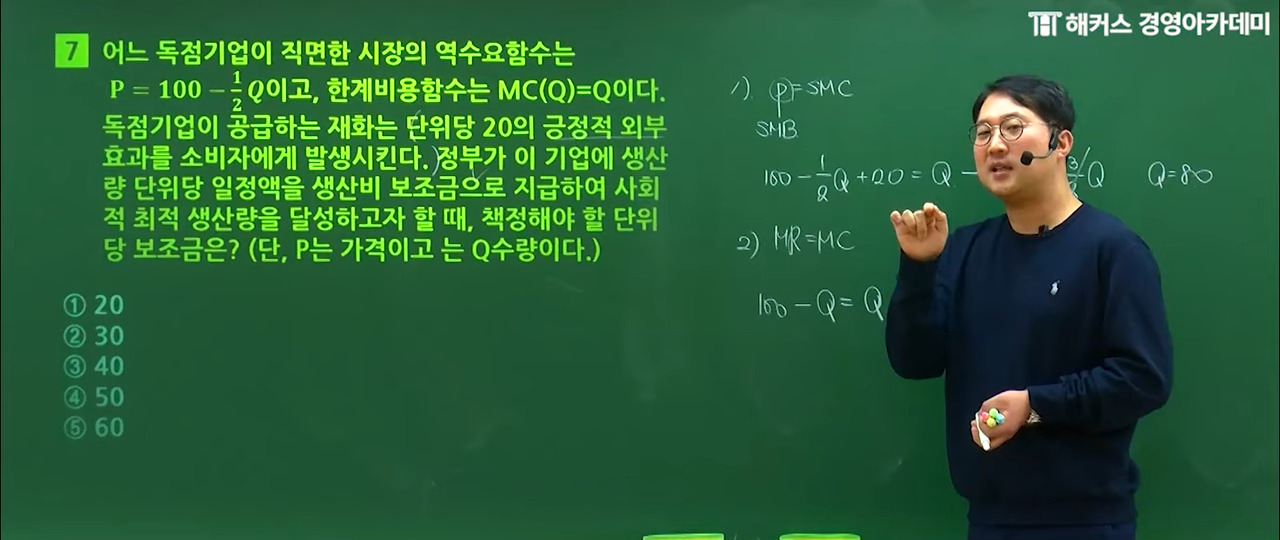 해커스 경영아카데미
7 어느 독점기업이 직면한 시장의 역수요함수는
P = 100 - 1/2 Q이고, 한계비용함수는 MC(Q)=Q이다.
독점기업이 공급하는 재화는 단위당 20의 긍정적 외부
효과를 소비자에게 발생시킨다. 정부가 이 기업에 생산
량 단위당 일정액을 생산비 보조금으로 지급하여 사회
적 최적 생산량을 달성하고자 할 때, 책정해야 할 단위
당 보조금은? (단, P는 가격이고 는 Q수량이다.)
① 20
② 30
③ 40
④ 50
⑤ 60
1). P = SMC
SMB
100 - 1/2 Q + 20 = Q Q Q = 80
2) MR = MC
100 - Q = Q